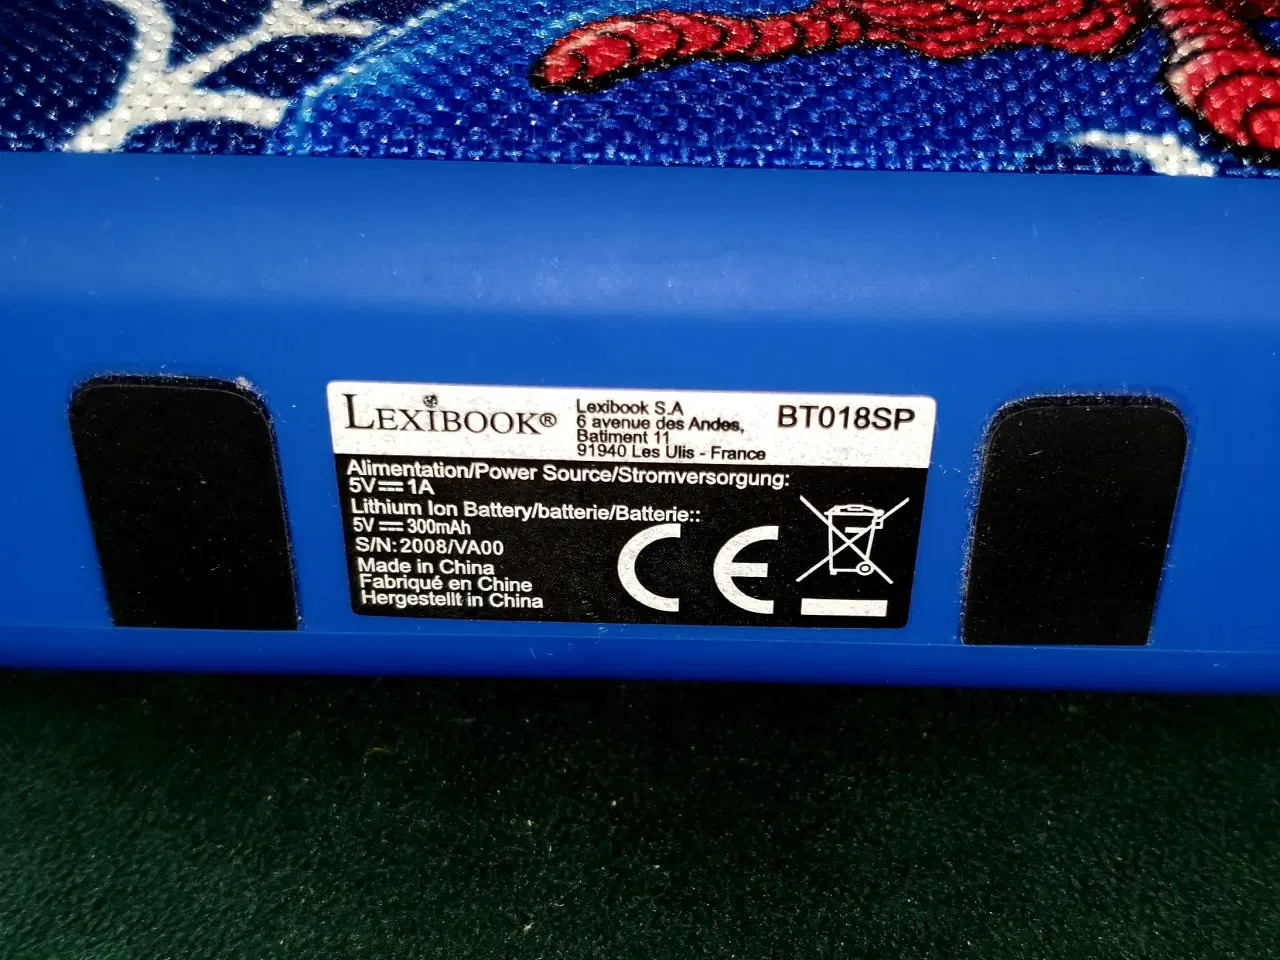 LEXIBOOK®
Lexibook S.A
6 avenue des Andes,
Batiment 11
91940 Les Ulis - France
BT018SP
Alimentation/Power Source/Stromversorgung:
5V⎓1A
Lithium Ion Battery/batterie/Batterie::
5V⎓300mAh
S/N: 2008/VA00
Made in China
Fabriqué en Chine
Hergestellt in China
CE